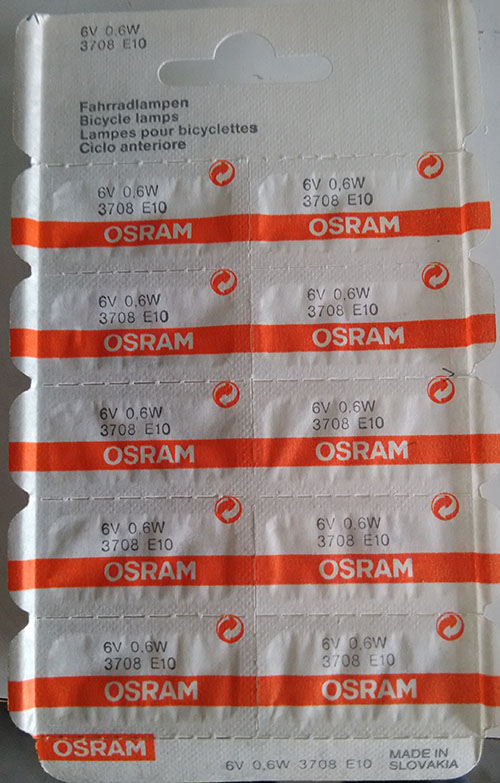 6V 0,6W
3708 E10
Fahrradlampen
Bicycle lamps
Lampes pour bicyclettes
Ciclo anteriore
6V 0,6W
3708 E10
OSRAM
6V 0,6W
3708 E10
OSRAM
6V 0,6W
3708 E10
OSRAM
6V 0,6W
3708 E10
OSRAM
6V 0,6W
3708 E10
OSRAM
6V 0,6W
3708 E10
OSRAM
6V 0,6W
3708 E10
OSRAM
6V 0,6W
3708 E10
OSRAM
6V 0,6W
3708 E10
OSRAM
6V 0,6W
3708 E10
OSRAM
OSRAM
6V 0,6W 3708 E10
MADE IN
SLOVAKIA